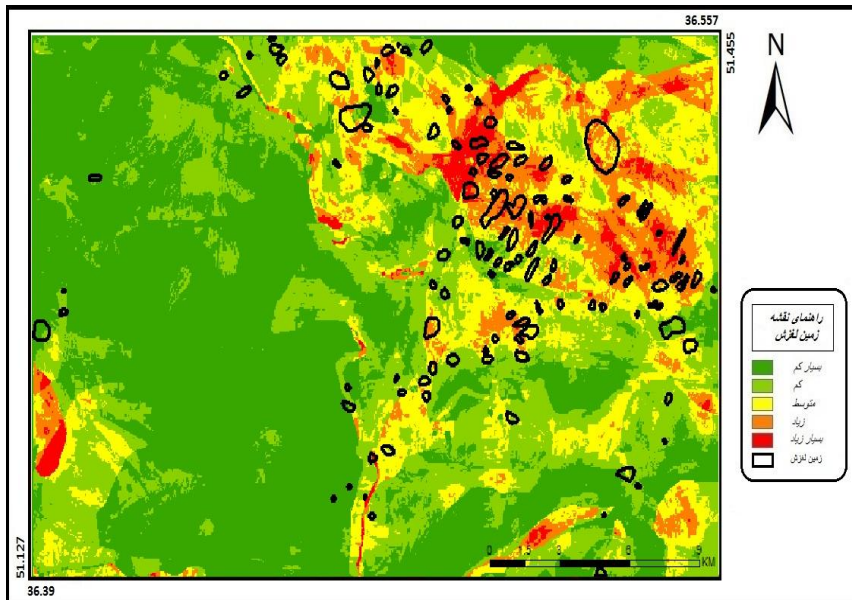 36.557
51.455
N
راهنمای نقشه
زمین لغزش
بسیار کم
کم
متوسط
زیاد
بسیار زیاد
زمین لغزش
51.127
36.39
0 1.5 3 6 9
KM